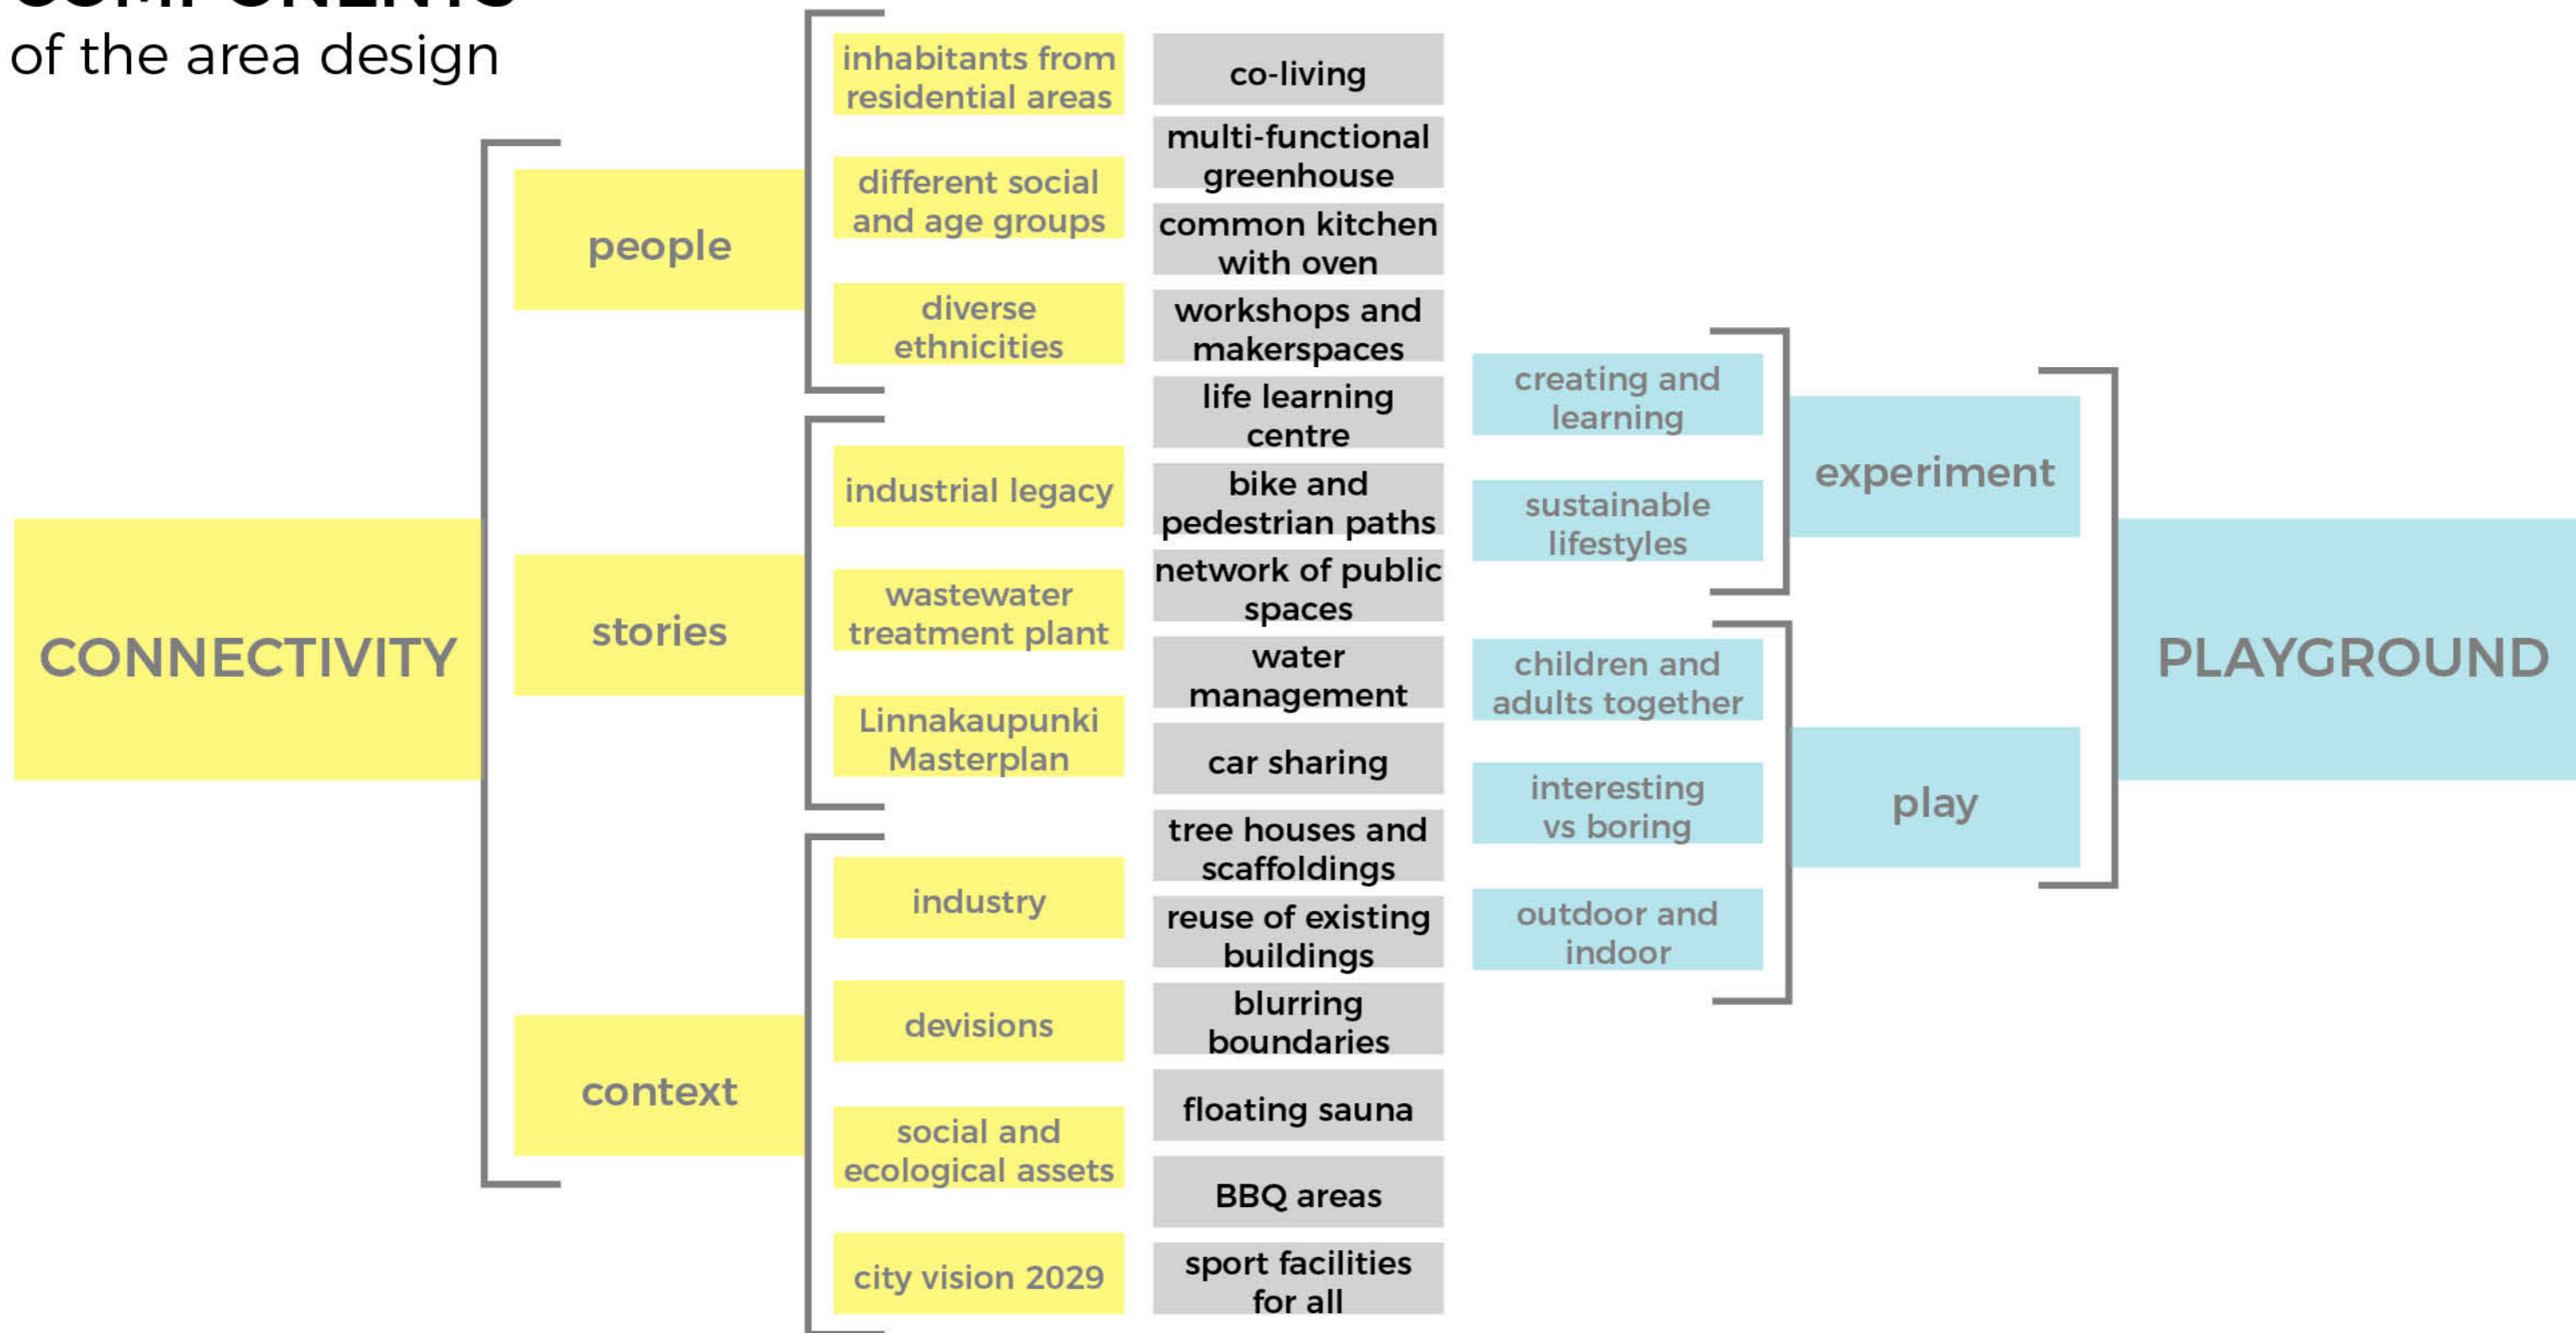 COMPONENTS
of the area design
CONNECTIVITY
people
stories
context
inhabitants from
residential areas
different social
and age groups
diverse
ethnicities
industrial legacy
wastewater
treatment plant
Linnakaupunki
Masterplan
industry
devisions
social and
ecological assets
city vision 2029
co-living
multi-functional
greenhouse
common kitchen
with oven
workshops and
makerspaces
life learning
centre
bike and
pedestrian paths
network of public
spaces
water
management
car sharing
tree houses and
scaffoldings
reuse of existing
buildings
blurring
boundaries
floating sauna
BBQ areas
sport facilities
for all
creating and
learning
sustainable
lifestyles
children and
adults together
interesting
vs boring
outdoor and
indoor
experiment
play
PLAYGROUND